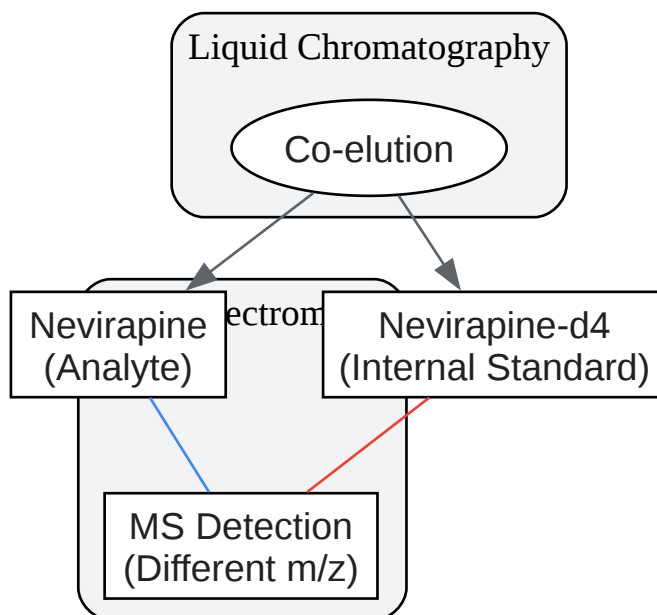 Liquid Chromatography
Co-elution
Nevirapine
(Analyte)
Nevirapine-d4
(Internal Standard)
MS Detection
(Different m/z)